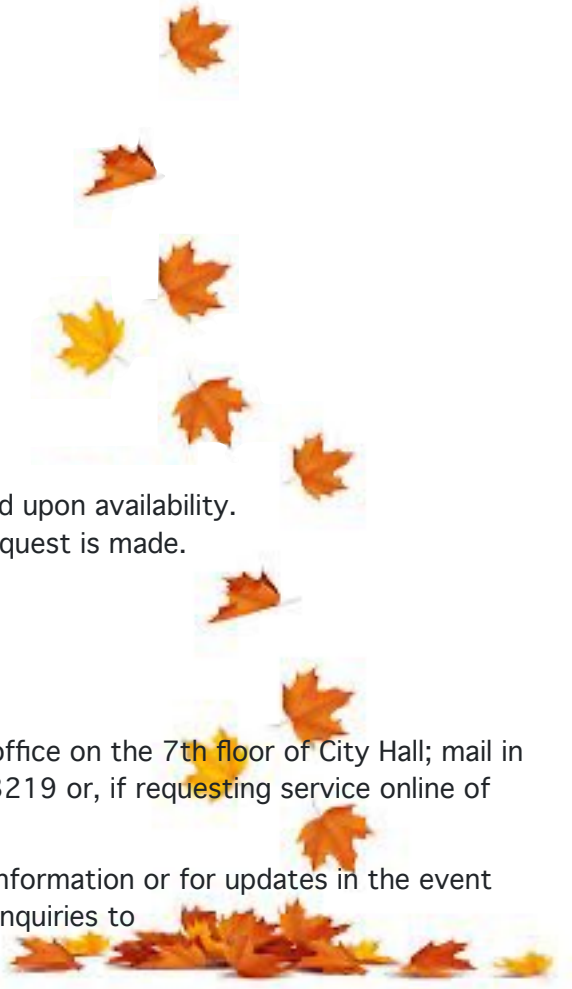 d upon availability.
quest is made.
office on the 7th floor of City Hall; mail in
3219 or, if requesting service online of
nformation or for updates in the event
nquiries to